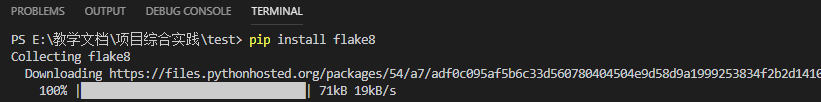 PROBLEMS OUTPUT DEBUG CONSOLE TERMINAL
PS E:\教学文档\项目综合实践\test> pip install flake8
Collecting flake8
Downloading https://files.pythonhosted.org/packages/54/a7/adf0c095af5b6c33d560780404504e9d58d9a1999253834f2b2d1410
100% |████████████████████████████████| 71kB 19kB/s